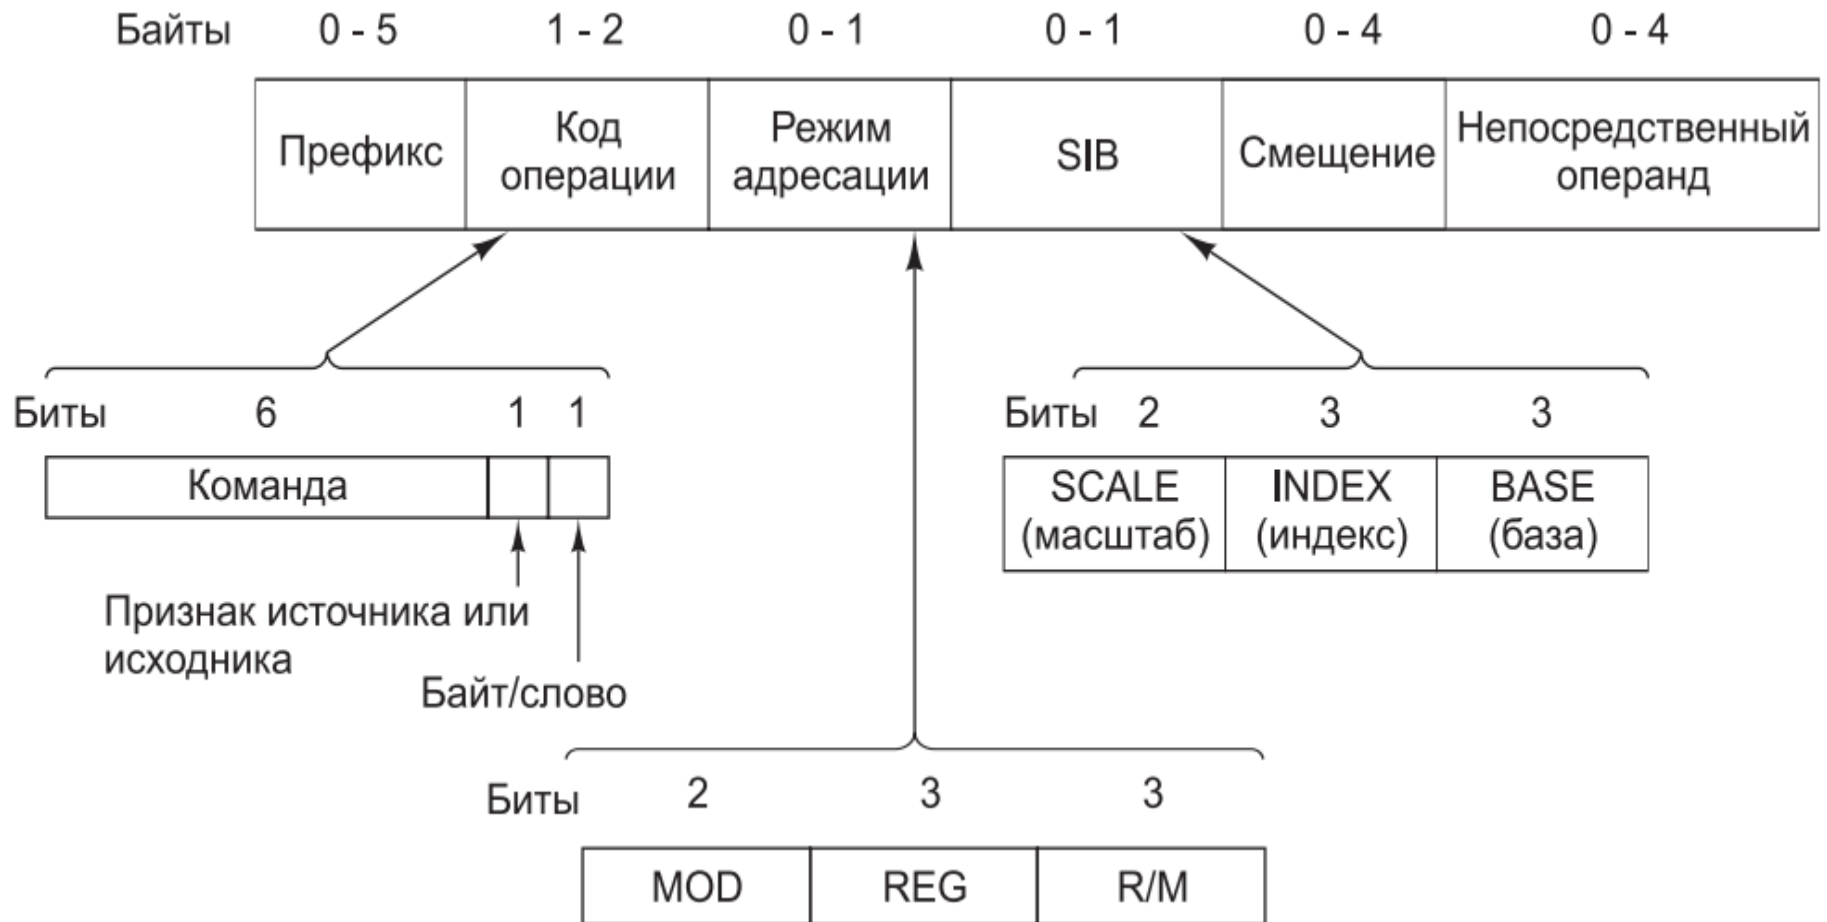 Байты 0 - 5 1 - 2 0 - 1 0 - 1 0 - 4 0 - 4
Префикс
Код
операции
Режим
адресации
SIB
Смещение
Непосредственный
операнд
Биты 6 1 1
Команда
Признак источника или
исходника
Байт/слово
Биты 2 3 3
SCALE
(масштаб)
INDEX
(индекс)
BASE
(база)
Биты 2 3 3
MOD REG R/M